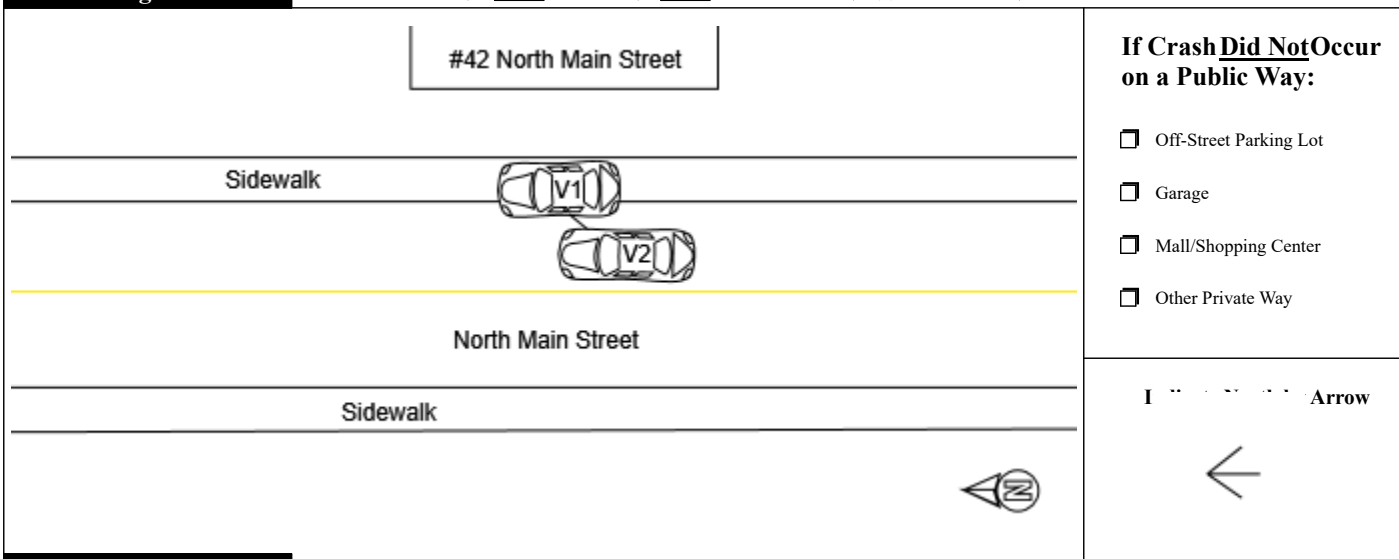 #42 North Main Street
Sidewalk
V1
V2
North Main Street
Sidewalk
N
If Crash Did Not Occur
on a Public Way:
Off-Street Parking Lot
Garage
Mall/Shopping Center
Other Private Way
Arrow